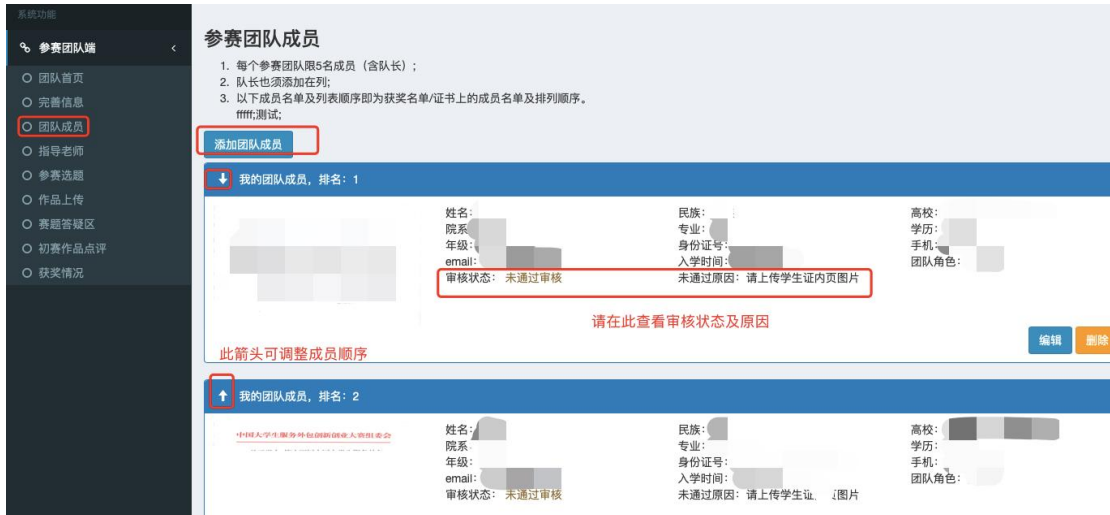 系统功能
参赛团队端
团队首页
完善信息
团队成员
指导老师
参赛选题
作品上传
赛题答疑区
初赛作品点评
获奖情况
参赛团队成员
1. 每个参赛团队限5名成员（含队长）;
2. 队长也须添加在列;
3. 以下成员名单及列表顺序即为获奖名单/证书上的成员名单及排列顺序。
fffff;测试;
添加团队成员
我的团队成员，排名：1
姓名: 民族: 高校:
院系 专业: 学历:
年级: 身份证号: 手机:
email: 入学时间: 团队角色:
审核状态: 未通过审核 未通过原因: 请上传学生证内页图片
请在此查看审核状态及原因
编辑 删除
此箭头可调整成员顺序
我的团队成员，排名：2
中国大学生服务外包创新创业大赛组委会
姓名: 民族: 高校:
院系 专业: 学历:
年级: 身份证号: 手机:
email: 入学时间: 团队角色:
审核状态: 未通过审核 未通过原因: 请上传学生证 图片